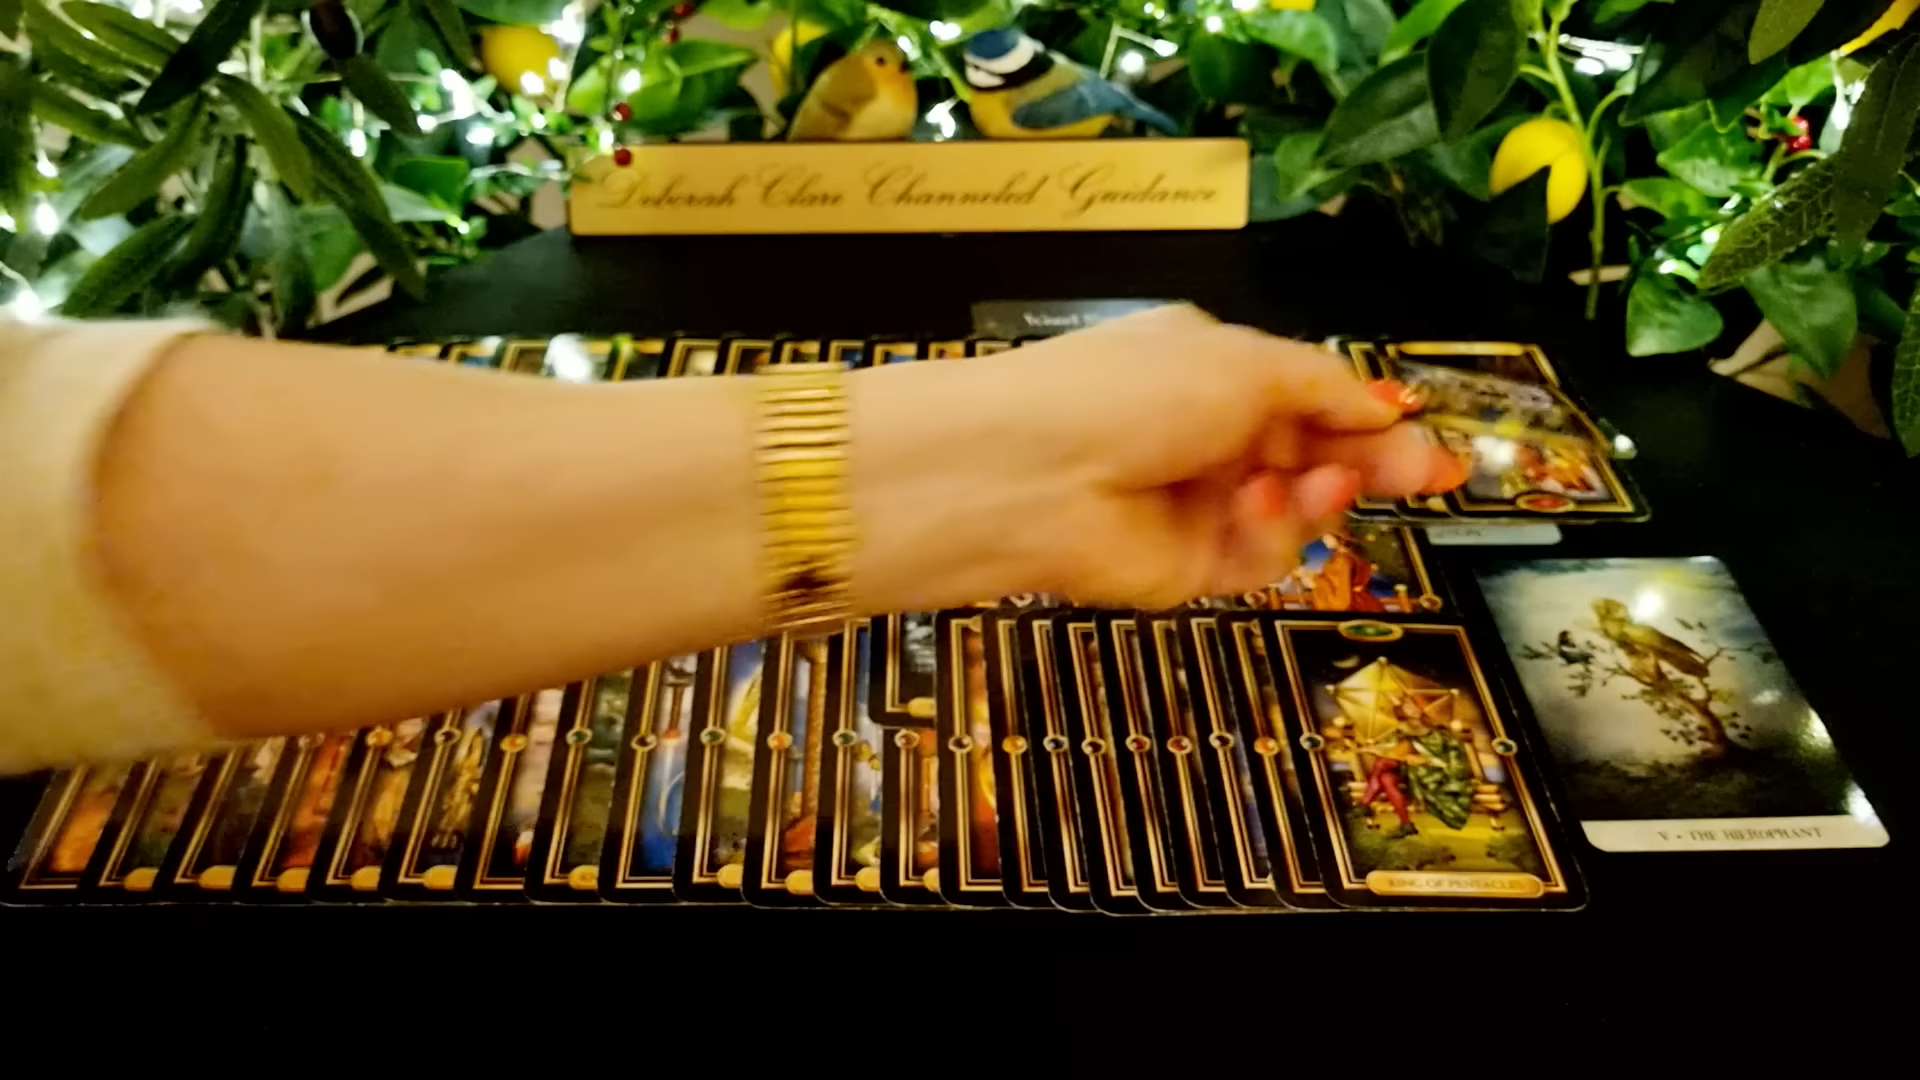 Deborah Clare Channeled Guidance
KING OF PENTACLES
V • THE HIEROPHANT